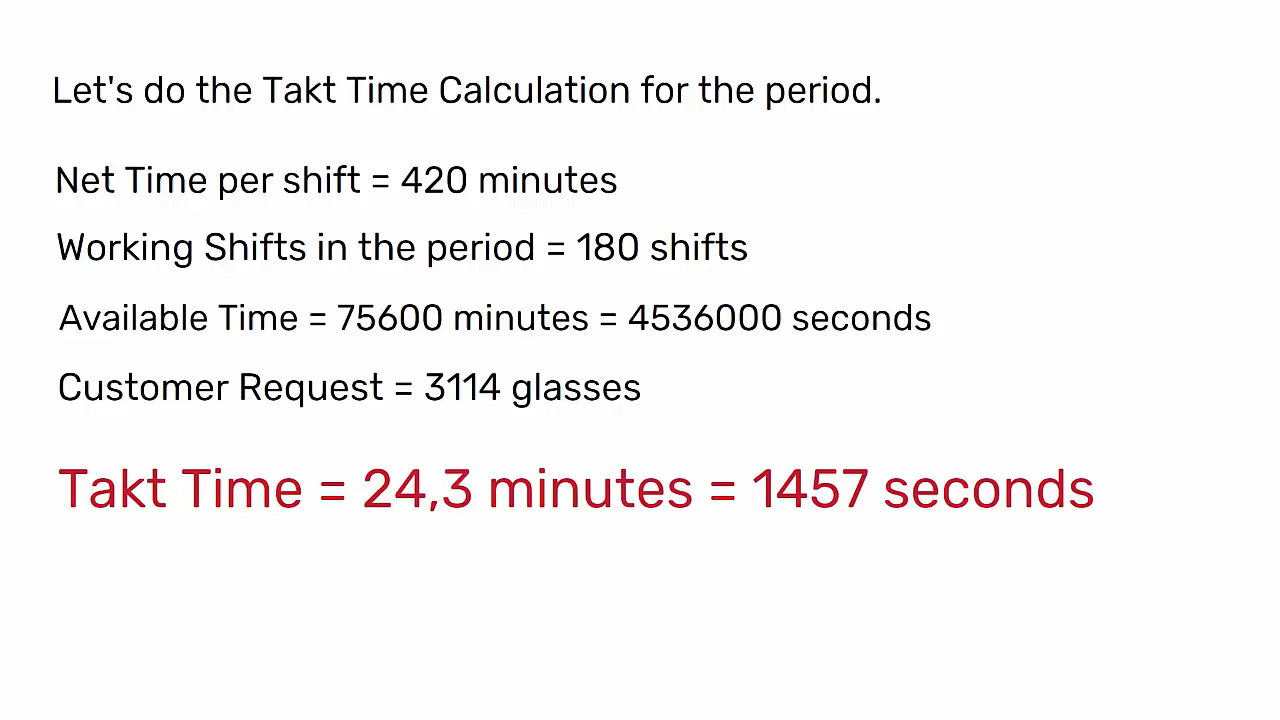 Let's do the Takt Time Calculation for the period.
Net Time per shift = 420 minutes
Working Shifts in the period = 180 shifts
Available Time = 75600 minutes = 4536000 seconds
Customer Request = 3114 glasses
Takt Time = 24,3 minutes = 1457 seconds